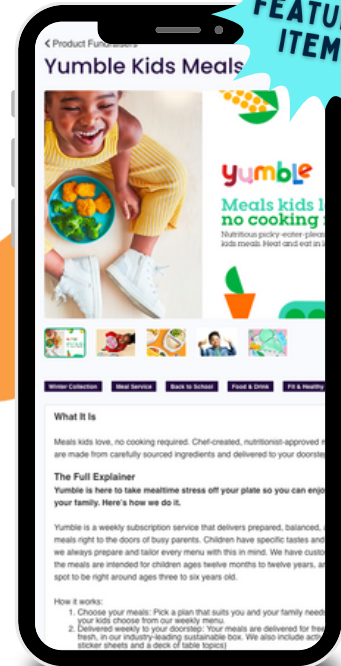 FEATU
ITEM
< Product Fundraisers
Yumble Kids Meals
yumble
Meals kids l
no cooking
Nutritious picky-eater-pleas
kids meals. Heat and eat in
Winter Collection Meal Service Back to School Food & Drink Fit & Healthy
What It Is
Meals kids love, no cooking required. Chef-created, nutritionist-approved
are made from carefully sourced ingredients and delivered to your doorste
The Full Explainer
Yumble is here to take mealtime stress off your plate so you can enjo
your family. Here's how we do it.
Yumble is a weekly subscription service that delivers prepared, balanced,
meals right to the doors of busy parents. Children have specific tastes and
we always prepare and tailor every menu with this in mind. We have custo
the meals are intended for children ages twelve months to twelve years, a
spot to be right around ages three to six years old.
How it works:
1. Choose your meals: Pick a plan that suits you and your family need
your kids choose from our weekly menu.
2. Delivered weekly to your doorstep: Your meals are delivered for free
fresh, in our industry-leading sustainable box. We also include acti
sticker sheets and a deck of table topics)